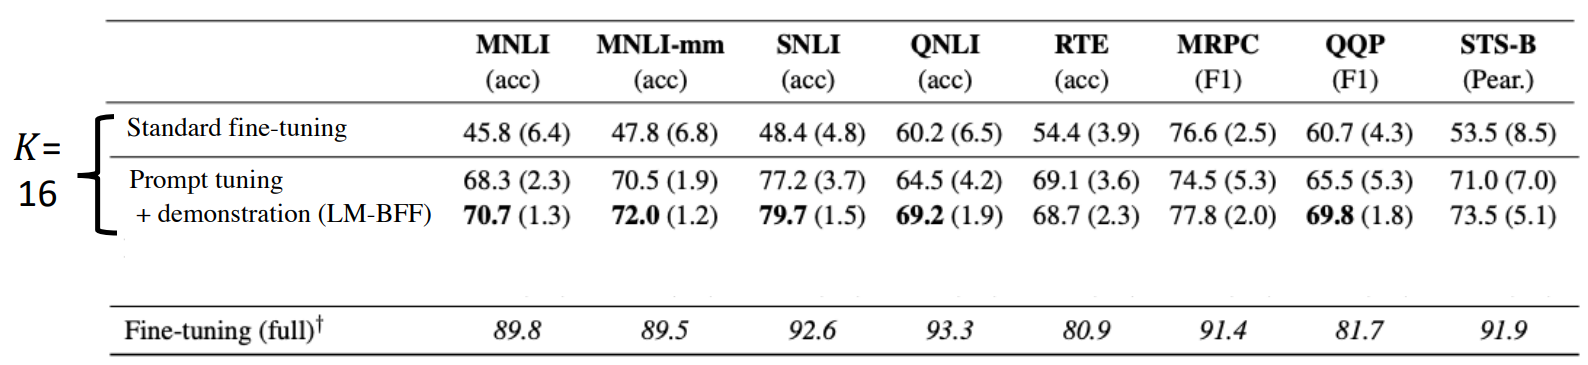 MNLI MNLI-mm SNLI QNLI RTE MRPC QQP STS-B
(acc) (acc) (acc) (acc) (acc) (F1) (F1) (Pear.)
K=
16
Standard fine-tuning 45.8 (6.4) 47.8 (6.8) 48.4 (4.8) 60.2 (6.5) 54.4 (3.9) 76.6 (2.5) 60.7 (4.3) 53.5 (8.5)
Prompt tuning 68.3 (2.3) 70.5 (1.9) 77.2 (3.7) 64.5 (4.2) 69.1 (3.6) 74.5 (5.3) 65.5 (5.3) 71.0 (7.0)
+ demonstration (LM-BFF) 70.7 (1.3) 72.0 (1.2) 79.7 (1.5) 69.2 (1.9) 68.7 (2.3) 77.8 (2.0) 69.8 (1.8) 73.5 (5.1)
Fine-tuning (full)† 89.8 89.5 92.6 93.3 80.9 91.4 81.7 91.9